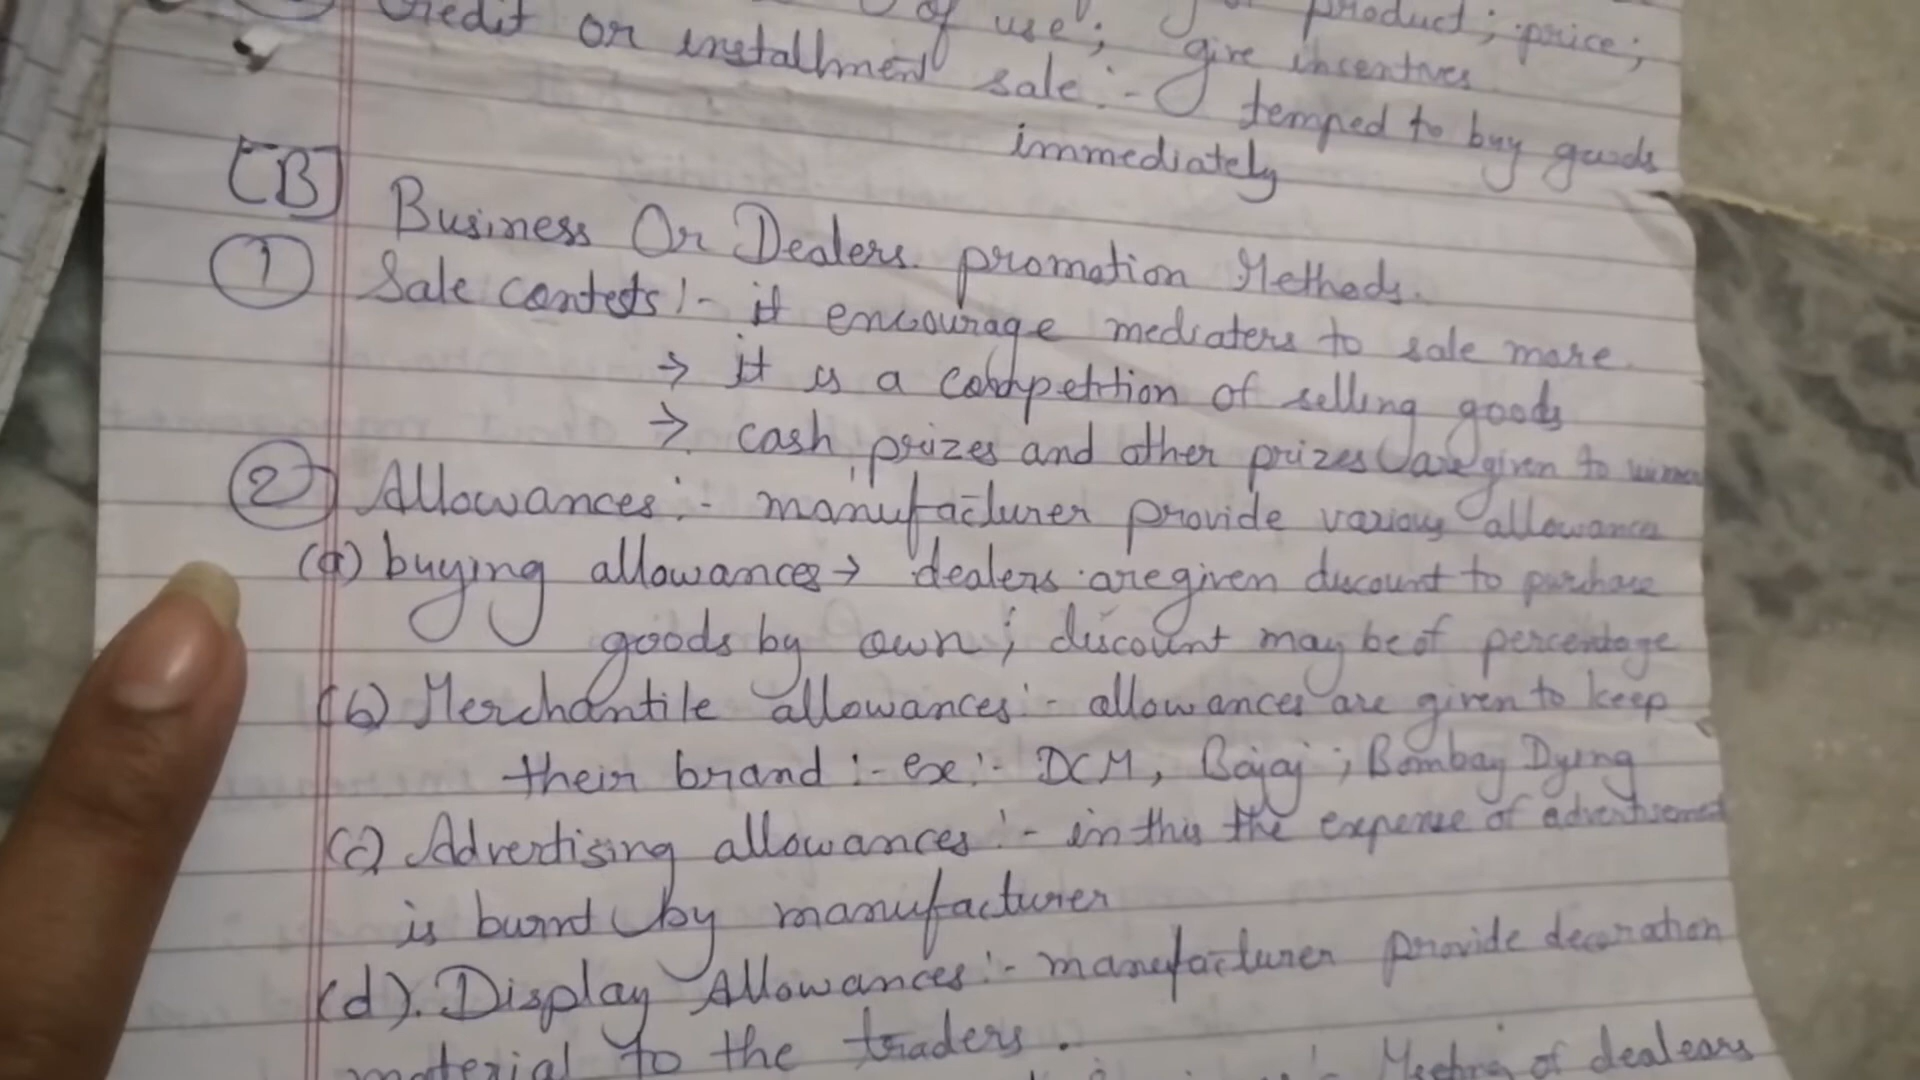 of use; product; price;
Credit or installment sale :- give incentives
temped to buy goods
immediately
[B] Business Or Dealers promotion Methods.
1 Sale contests :- it encourage mediaters to sale more
→ it is a competition of selling goods
→ cash prizes and other prizes are given to
2 Allowances :- manufacturer provide various allowance
(a) buying allowances → dealers are given discount to purchase
goods by own ; discount may be of percentage
(b) Merchantile allowances :- allowances are given to keep
their brand :- ex :- DCM, Bajaj ; Bombay Dying
(c) Advertising allowances :- in this the expense of advertisement
is burnt by manufacturer
(d). Display Allowances :- manufacturer provide decoration
material to the traders.
Meeting of dealears